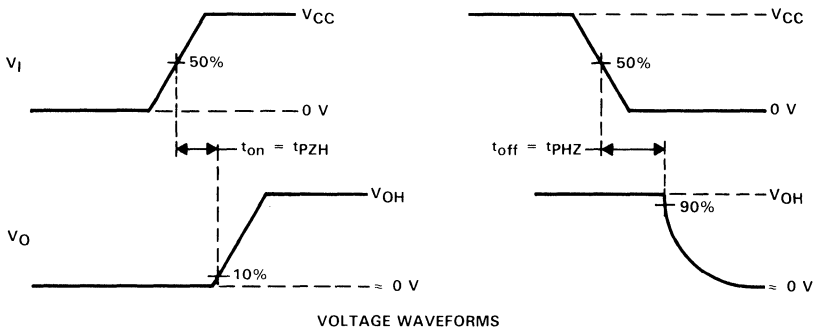 VCC
VCC
VI
50%
50%
0 V
0 V
ton = tPZH
toff = tPHZ
VOH
VOH
90%
VO
10%
≈ 0 V
≈ 0 V
VOLTAGE WAVEFORMS